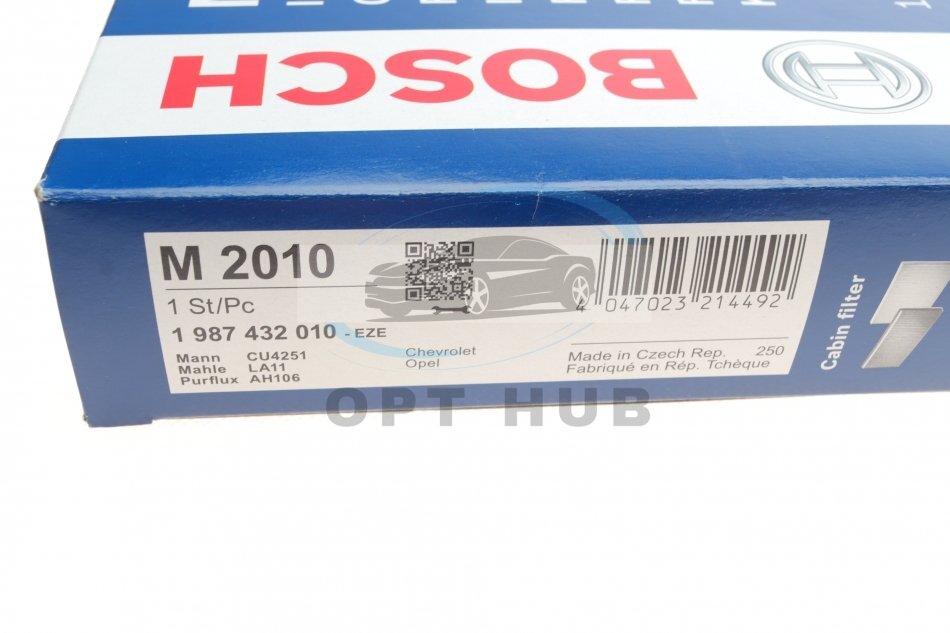 BOSCH
M 2010
1 St/Pc
1 987 432 010 - EZE
Mann CU4251
Mahle LA11
Purflux AH106
Chevrolet
Opel
4 047023 214492
Made in Czech Rep. 250
Fabriqué en Rép. Tchèque
Cabin filter
OPT HUB